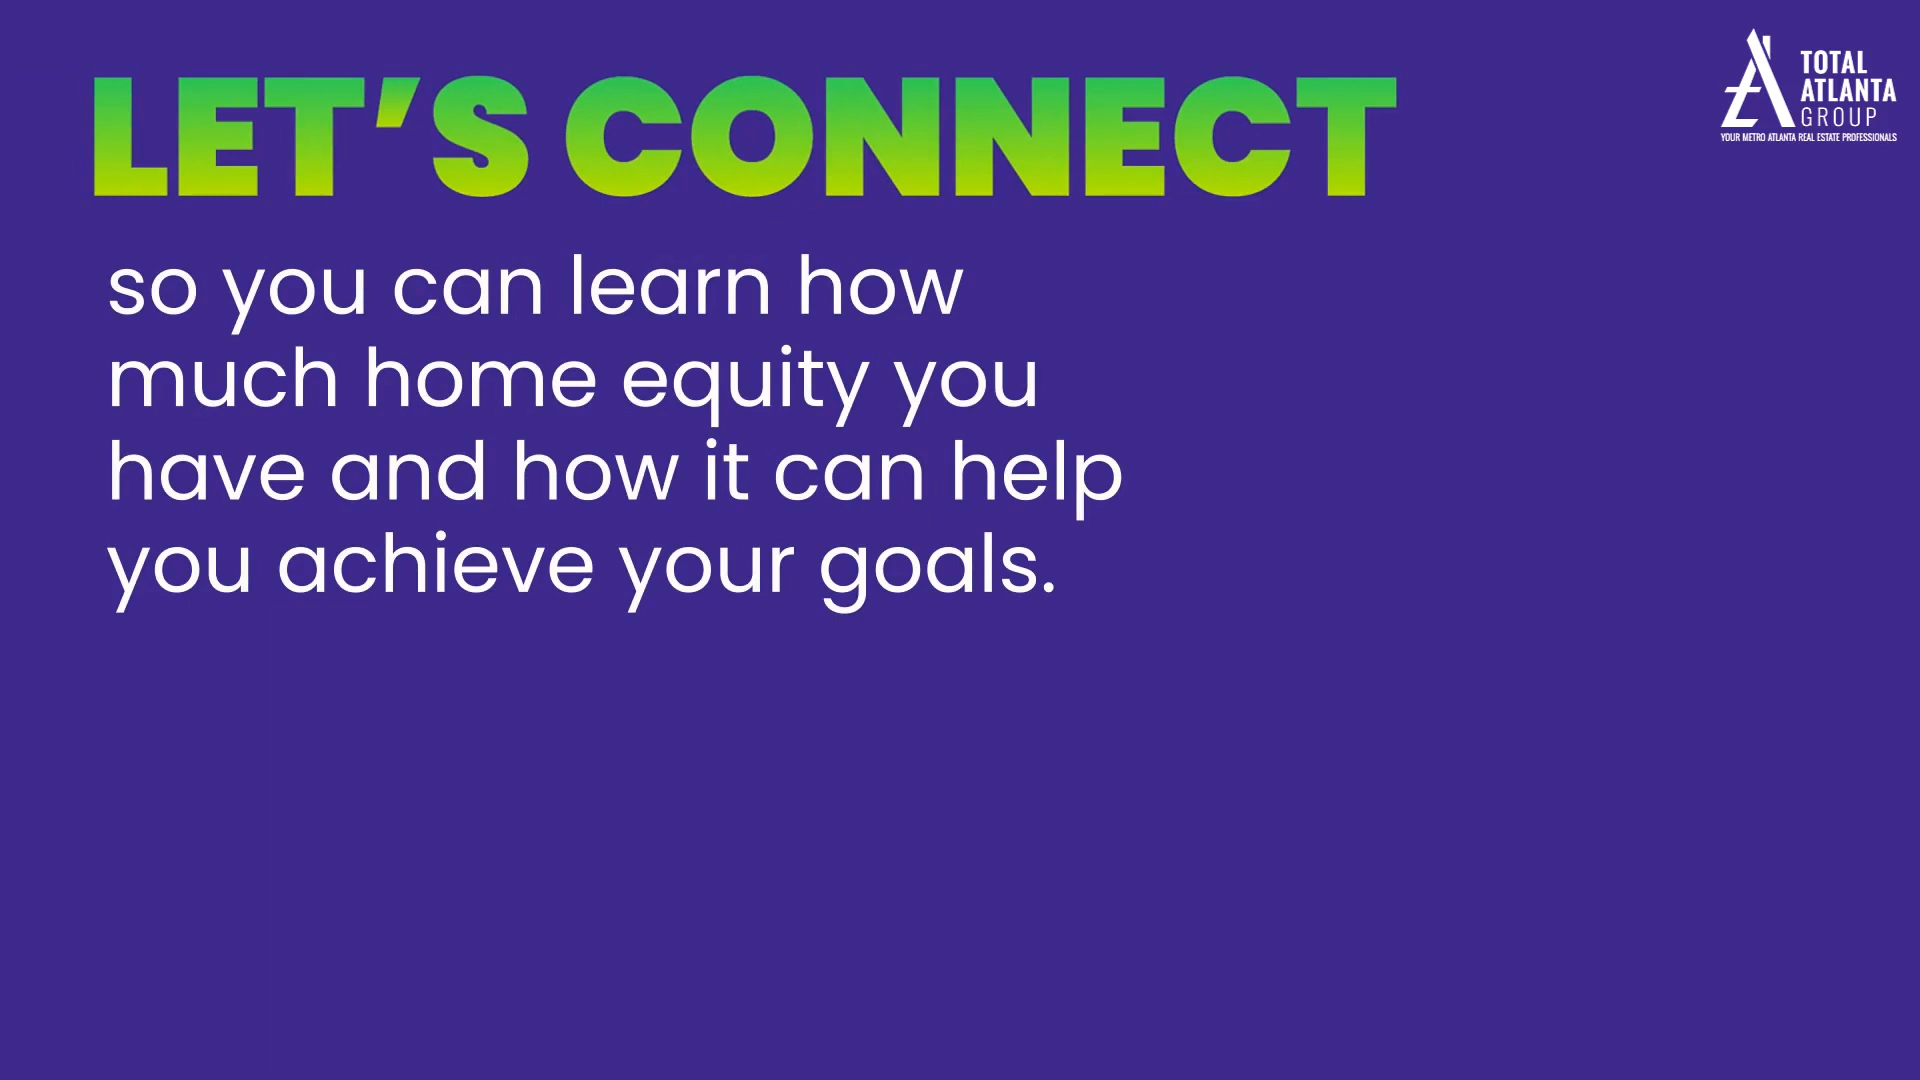 LET’S CONNECT
so you can learn how
much home equity you
have and how it can help
you achieve your goals.
TOTAL
ATLANTA
GROUP
YOUR METRO ATLANTA REAL ESTATE PROFESSIONALS